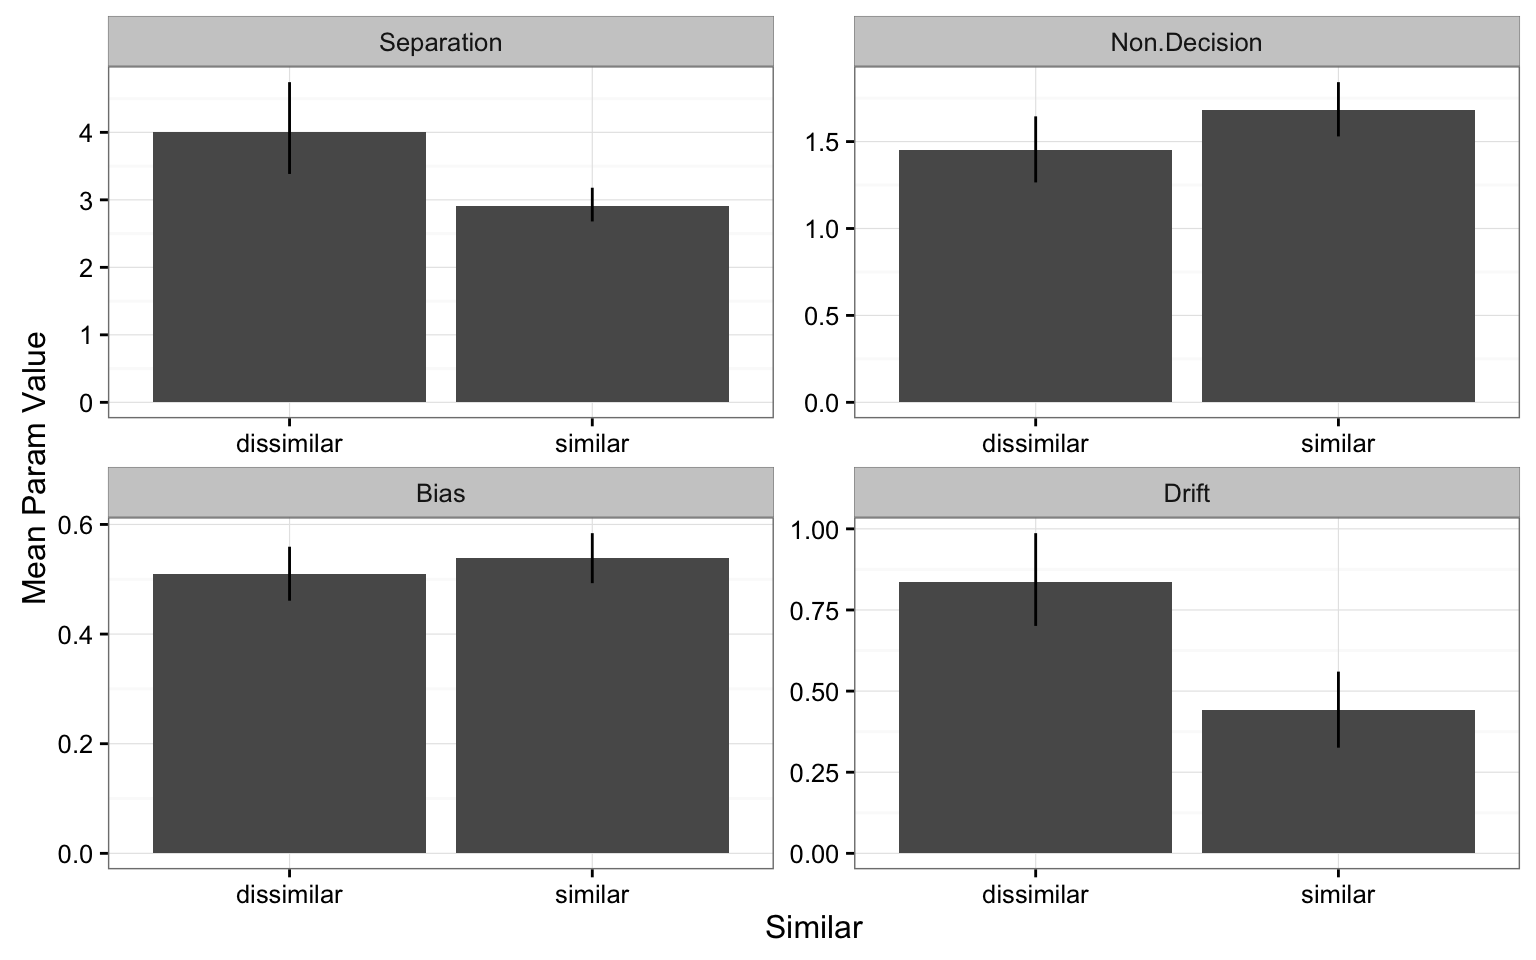 Separation
Non.Decision
4
3
2
1
0
1.5
1.0
0.5
0.0
dissimilar
similar
dissimilar
similar
Mean Param Value
Bias
Drift
0.6
0.4
0.2
0.0
1.00
0.75
0.50
0.25
0.00
dissimilar
similar
dissimilar
similar
Similar